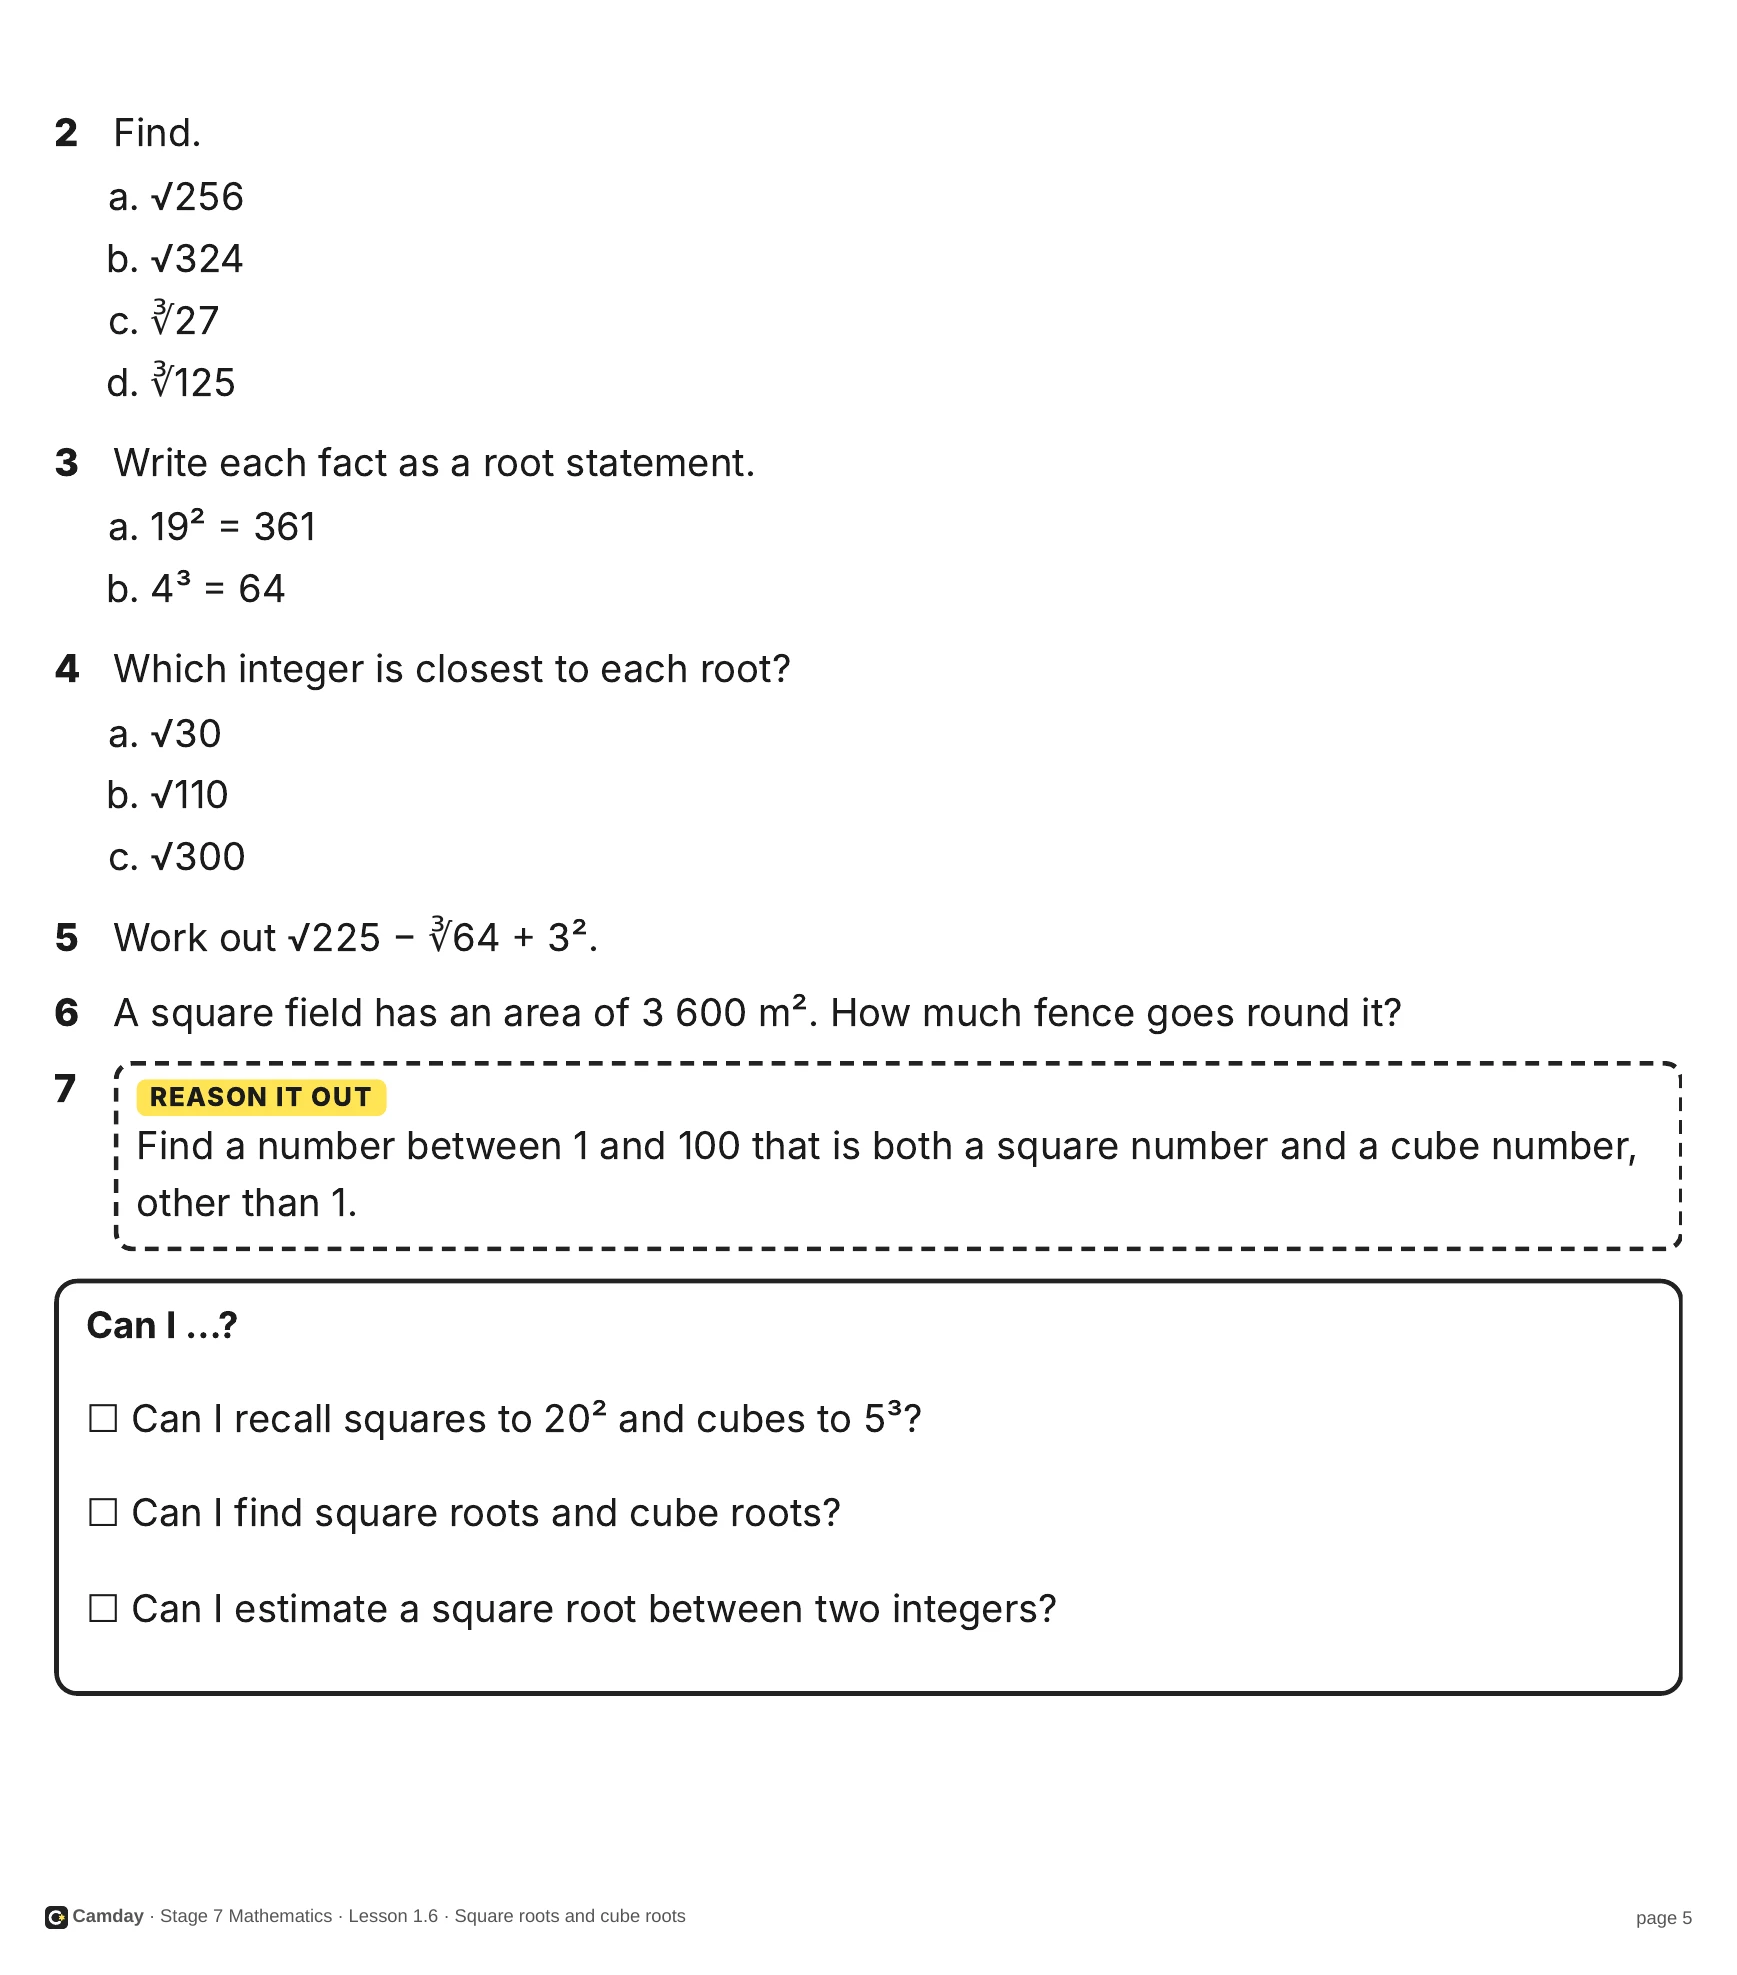 2 Find.
a. √256
b. √324
c. ∛27
d. ∛125
3 Write each fact as a root statement.
a. 19² = 361
b. 4³ = 64
4 Which integer is closest to each root?
a. √30
b. √110
c. √300
5 Work out √225 − ∛64 + 3².
6 A square field has an area of 3 600 m². How much fence goes round it?
7 REASON IT OUT
Find a number between 1 and 100 that is both a square number and a cube number,
other than 1.
Can I ...?
☐ Can I recall squares to 20² and cubes to 5³?
☐ Can I find square roots and cube roots?
☐ Can I estimate a square root between two integers?
Camday · Stage 7 Mathematics · Lesson 1.6 · Square roots and cube roots page 5